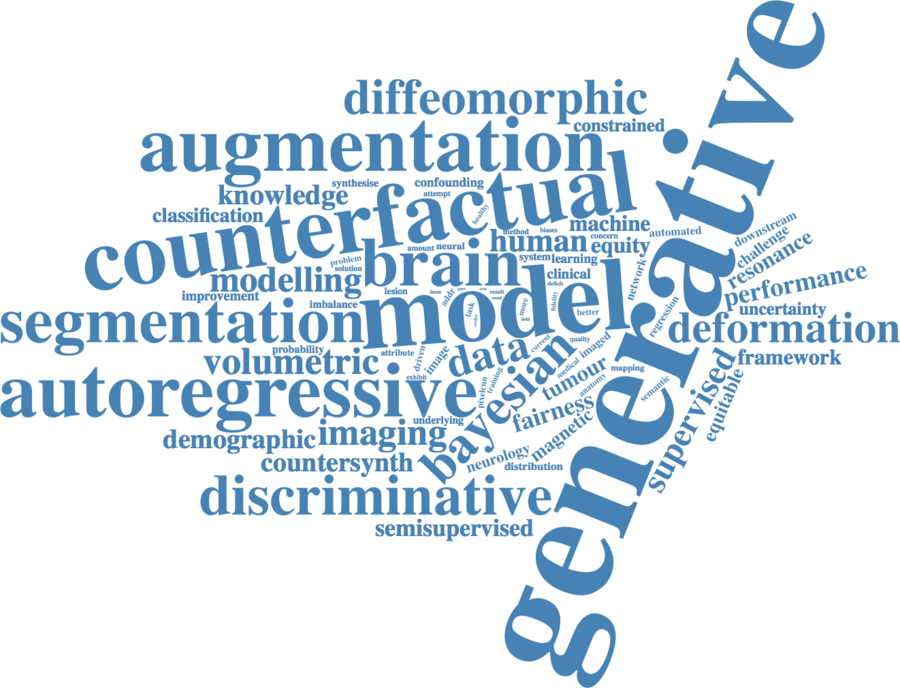 generative
diffeomorphic
constrained
augmentation
synthesise
confounding
knowledge
attempt
healthy
classification
counterfactual
machine
method
biases
concern
automated
human
equity
amount
neural
brain
system
learning
problem
solution
modelling
clinical
deficit
network
downstream
challenge
resonance
performance
uncertainty
improvement
imbalance
lesion
addr
task
more
field
fidelity
better
model
regression
deformation
segmentation
probability
attribute
driven
image
data
current
quality
volumetric
exhibit
framework
autoregressive
pixelcnn
training
bayesian
medical
imaged
tumour
anatomy
mapping
semantic
supervised
equitable
fairness
magnetic
underlying
demographic
imaging
countersynth
neurology
distribution
discriminative
semisupervised